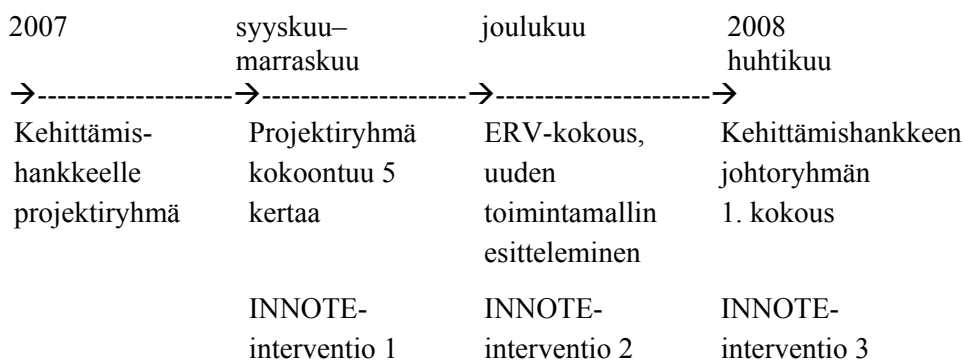 2007 syyskuu– joulukuu 2008
marraskuu huhtikuu
→--------------------→---------------------→----------------------→
Kehittämis- Projektiryhmä ERV-kokous, Kehittämishankkeen
hankkeelle kokoontuu 5 uuden johtoryhmän
projektiryhmä kertaa toimintamallin 1. kokous
esitteleminen
INNOTE- INNOTE- INNOTE-
interventio 1 interventio 2 interventio 3